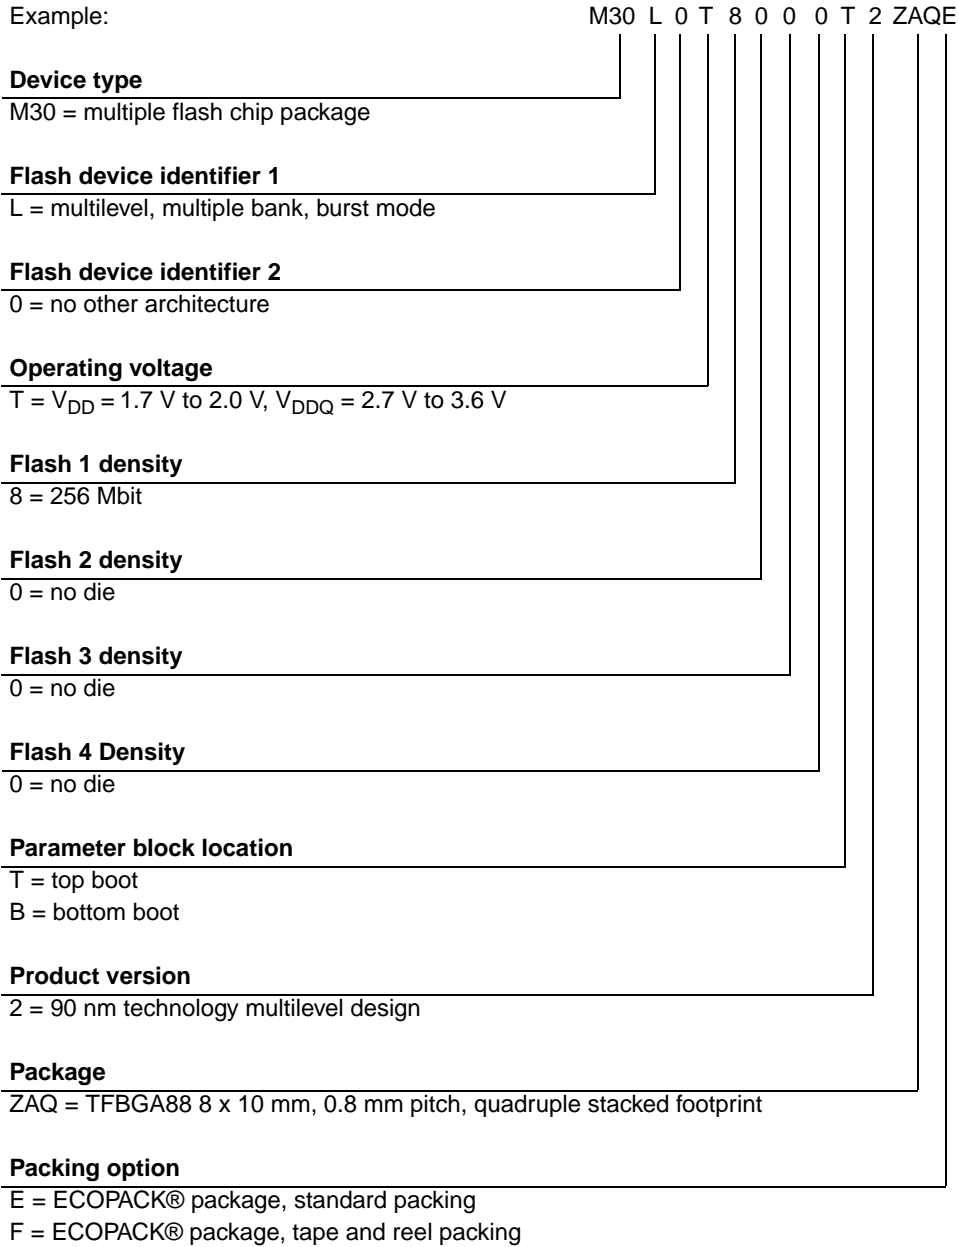 Example: M30 L 0 T 8 0 0 0 T 2 ZAQE
Device type
M30 = multiple flash chip package
Flash device identifier 1
L = multilevel, multiple bank, burst mode
Flash device identifier 2
0 = no other architecture
Operating voltage
T = VDD = 1.7 V to 2.0 V, VDDQ = 2.7 V to 3.6 V
Flash 1 density
8 = 256 Mbit
Flash 2 density
0 = no die
Flash 3 density
0 = no die
Flash 4 Density
0 = no die
Parameter block location
T = top boot
B = bottom boot
Product version
2 = 90 nm technology multilevel design
Package
ZAQ = TFBGA88 8 x 10 mm, 0.8 mm pitch, quadruple stacked footprint
Packing option
E = ECOPACK® package, standard packing
F = ECOPACK® package, tape and reel packing